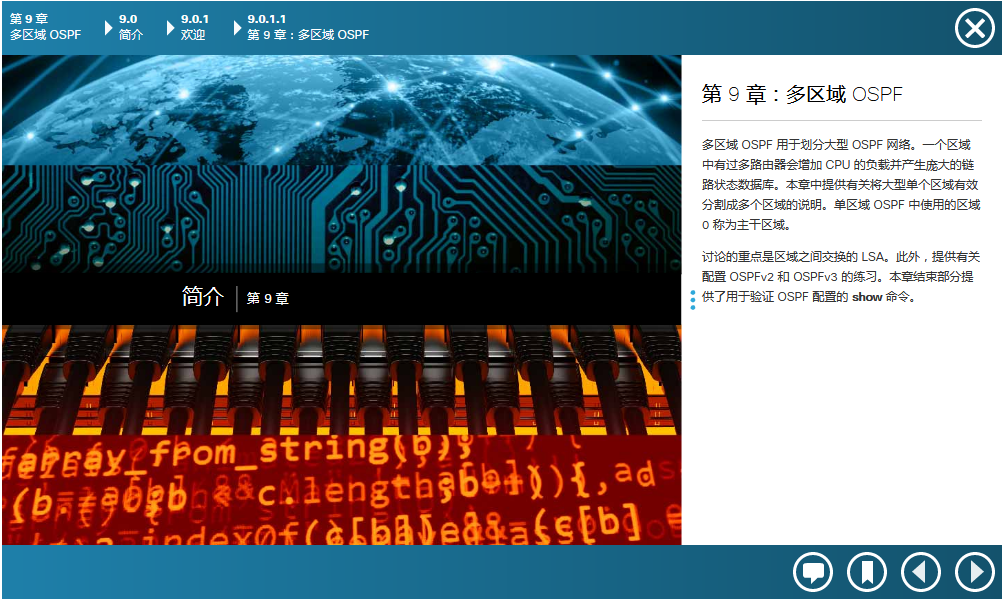 第 9 章
多区域 OSPF
9.0
简介
9.0.1
欢迎
9.0.1.1
第 9 章：多区域 OSPF
第 9 章：多区域 OSPF
多区域 OSPF 用于划分大型 OSPF 网络。一个区域
中有过多路由器会增加 CPU 的负载并产生庞大的链
路状态数据库。本章中提供有关将大型单个区域有效
分割成多个区域的说明。单区域 OSPF 中使用的区域
0 称为主干区域。
讨论的重点是区域之间交换的 LSA。此外，提供有关
配置 OSPFv2 和 OSPFv3 的练习。本章结束部分提
供了用于验证 OSPF 配置的 show 命令。
简介
第 9 章
array_from_string(b);
c.length
indexOf(c[b]